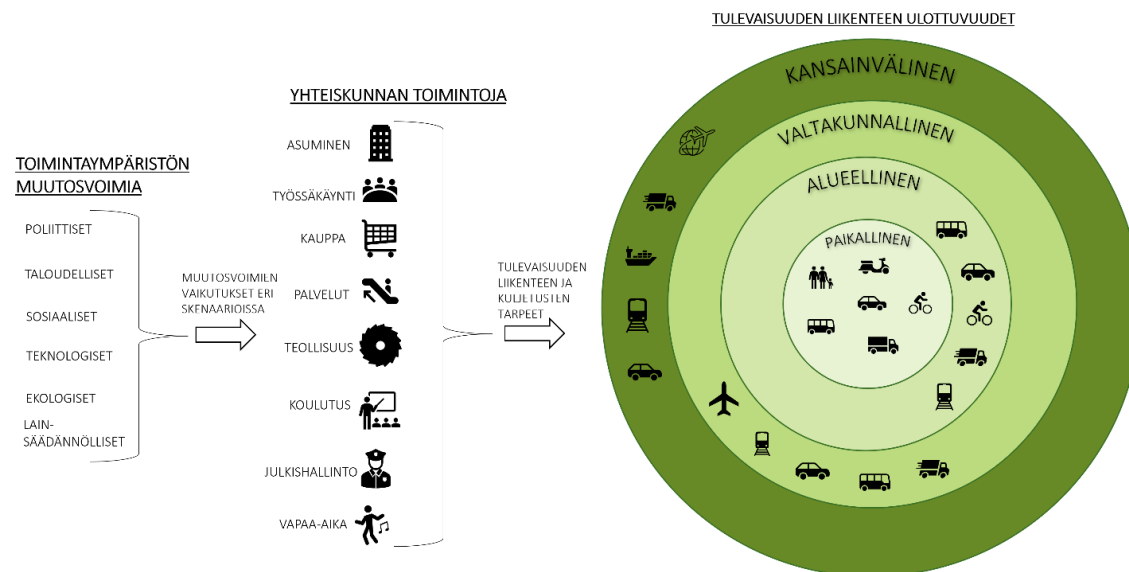 TULEVAISUUDEN LIIKENTEEN ULOTTUVUUDET
TOIMINTAYMPÄRISTÖN
MUUTOSVOIMIA
POLIITTISET
TALOUDELLISET
SOSIAALISET
TEKNOLOGISET
EKOLOGISET
LAIN-
SÄÄDÄNNÖLLISET
MUUTOSVOIMIEN
VAIKUTUKSET ERI
SKENAARIOISSA
YHTEISKUNNAN TOIMINTOJA
ASUMINEN
TYÖSSÄKÄYNTI
KAUPPA
PALVELUT
TEOLLISUUS
KOULUTUS
JULKISHALLINTO
VAPAA-AIKA
TULEVAISUUDEN
LIIKENTEEN JA
KULJETUSTEN
TARPEET
KANSAINVÄLINEN
VALTAKUNNALLINEN
ALUEELLINEN
PAIKALLINEN